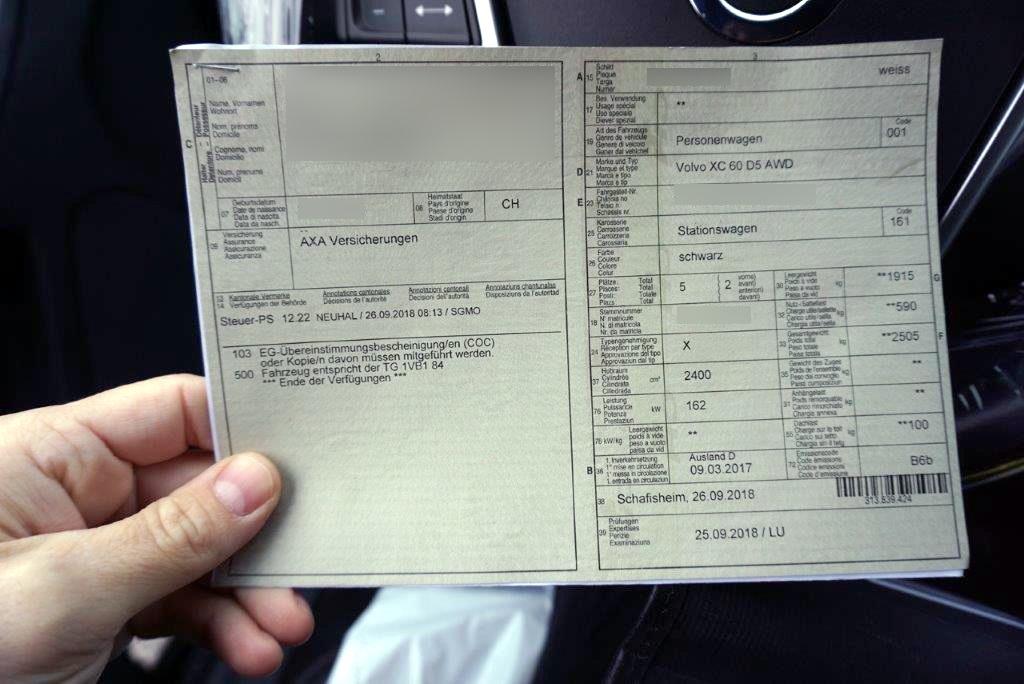 2
01–06
Name, Vornamen
Wohnort
Nom, prénoms
Domicile
Cognome, nomi
Domicilio
Num, prenums
Domicil
C
07
Geburtsdatum
Date de naissance
Data di nascita
Data da nasch.
08
Heimatstaat
Pays d'origine
Paese d'origine
Stadi d'origin
CH
09
Versicherung
Assurance
Assicurazione
Assicuranza
AXA Versicherungen
13
14
Kantonale Vermerke
Verfügungen der Behörde
Annotations cantonales
Décisions de l'autorité
Annotazioni cantonali
Decisioni dell'autorità
Annotaziuns chantunalas
Disposiziuns da l'autoritad
Steuer-PS 12.22 NEUHAL / 26.09.2018 08:13 / SGMO
103 EG-Übereinstimmungsbescheinigung/en (COC)
oder Kopie/n davon müssen mitgeführt werden.
500 Fahrzeug entspricht der TG 1VB1 84
*** Ende der Verfügungen ***
3
A 15
Schild
Plaque
Targa
Numer
weiss
17
Bes. Verwendung
Usage spécial
Uso speciale
Diever spezial
**
19
Art des Fahrzeugs
Genre de véhicule
Genere di veicolo
Gener dal vehichel
Personenwagen
Code
001
D 21
Marke und Typ
Marque et type
Marca e tipo
Marca e tip
Volvo XC 60 D5 AWD
E 23
Fahrgestell-Nr.
Châssis no
Telaio n.
Schassis nr.
25
Karosserie
Carrosserie
Carrozzeria
Carossaria
Stationswagen
Code
161
26
Farbe
Couleur
Colore
Colur
schwarz
27
Plätze: Total
Places: Total
Posti: Totale
Plazs: Total
5
2
vorne)
avant)
anteriori)
davant)
30
Leergewicht
Poids à vide
Peso a vuoto
Paisa da vid
kg
**1915
G
18
Stammnummer
N° matricule
N. di matricola
Nr. da matricla
32
Nutz-/Sattellast
Charge utile/sellette
Carico utile/sella
Chargia utila/sella
kg
**590
24
Typengenehmigung
Réception par type
Approvazione del tipo
Approvaziun dal tip
X
33
Gesamtgewicht
Poids total
Peso totale
Paisa totala
kg
**2505
F
37
Hubraum
Cylindrée
Cilindrata
Cilindrada
cm³
2400
35
Gewicht des Zuges
Poids de l'ensemble
Peso del convoglio
Paisa cumposiziun
kg
**
76
Leistung
Puissance
Potenza
Prestaziun
kW
162
31
Anhängelast
Poids remorquable
Carico rimorchiato
Chargia annexa
kg
**
78 kW/kg
Leergewicht
poids à vide
peso a vuoto
paisa da vid
**
55
Dachlast
Charge sur le toit
Carico sul tetto
Chargia sin il tetg
kg
**100
B 36
1. Inverkehrsetzung
1re mise en circulation
1a messa in circolazione
1. entrada en circulaziun
Ausland D
09.03.2017
72
Emissionscode
Code émissions
Codice emissioni
Code d'emissiuns
B6b
38
Schafisheim, 26.09.2018
313.839.424
39
Prüfungen
Expertises
Perizie
Examinaziuns
25.09.2018 / LU